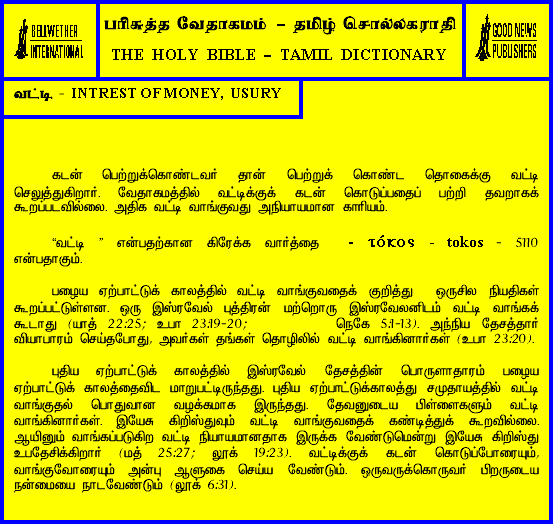 BELLWETHER
INTERNATIONAL
பரிசுத்த வேதாகமம் – தமிழ் சொல்லகராதி
THE HOLY BIBLE – TAMIL DICTIONARY
GOOD NEWS
PUBLISHERS
வட்டி - INTREST OF MONEY, USURY
கடன் பெற்றுக்கொண்டவர் தான் பெற்றுக் கொண்ட தொகைக்கு வட்டி
செலுத்துகிறார். வேதாகமத்தில் வட்டிக்குக் கடன் கொடுப்பதைப் பற்றி தவறாகக்
கூறப்படவில்லை. அதிக வட்டி வாங்குவது அநியாயமான காரியம்.
“வட்டி ” என்பதற்கான கிரேக்க வார்த்தை - τόκος - tokos - 5110
என்பதாகும்.
பழைய ஏற்பாட்டுக் காலத்தில் வட்டி வாங்குவதைக் குறித்து ஒருசில நியதிகள்
கூறப்பட்டுள்ளன. ஒரு இஸ்ரவேல் புத்திரன் மற்றொரு இஸ்ரவேலனிடம் வட்டி வாங்கக்
கூடாது (யாத் 22:25; உபா 23:19-20; நெகே 5:1-13). அந்நிய தேசத்தார்
வியாபாரம் செய்தபோது, அவர்கள் தங்கள் தொழிலில் வட்டி வாங்கினார்கள் (உபா 23:20).
புதிய ஏற்பாட்டுக் காலத்தில் இஸ்ரவேல் தேசத்தின் பொருளாதாரம் பழைய
ஏற்பாட்டுக் காலத்தைவிட மாறுபட்டிருந்தது. புதிய ஏற்பாட்டுக்காலத்து சமுதாயத்தில் வட்டி
வாங்குதல் பொதுவான வழக்கமாக இருந்தது. தேவனுடைய பிள்ளைகளும் வட்டி
வாங்கினார்கள். இயேசு கிறிஸ்துவும் வட்டி வாங்குவதைக் கண்டித்துக் கூறவில்லை.
ஆயினும் வாங்கப்படுகிற வட்டி நியாயமானதாக இருக்க வேண்டுமென்று இயேசு கிறிஸ்து
உபதேசிக்கிறார் (மத் 25:27; லூக் 19:23). வட்டிக்குக் கடன் கொடுப்போரையும்,
வாங்குவோரையும் அன்பு ஆளுகை செய்ய வேண்டும். ஒருவருக்கொருவர் பிறருடைய
நன்மையை நாடவேண்டும் (லூக் 6:31).